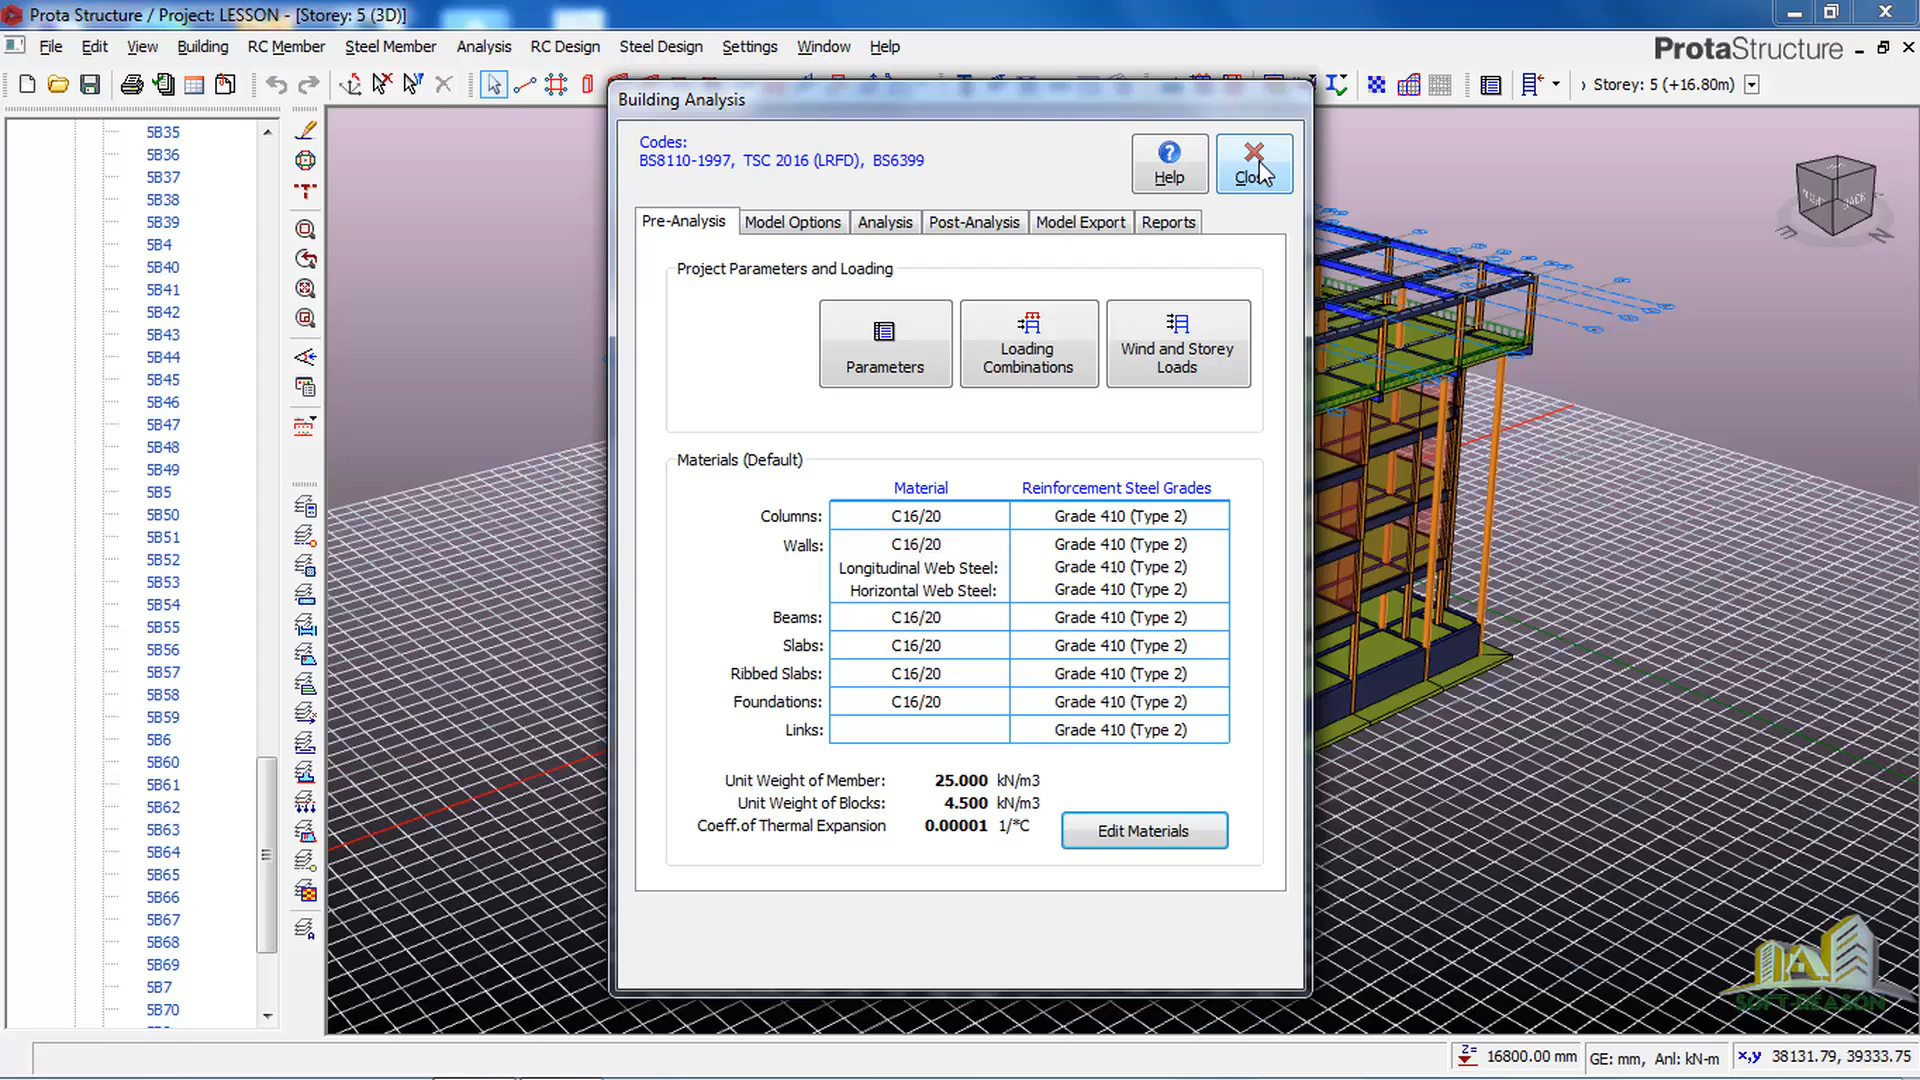 Prota Structure / Project: LESSON - [Storey: 5 (3D)]
File Edit View Building RC Member Steel Member Analysis RC Design Steel Design Settings Window Help
ProtaStructure
Storey: 5 (+16.80m)
5B35
5B36
5B37
5B38
5B39
5B4
5B40
5B41
5B42
5B43
5B44
5B45
5B46
5B47
5B48
5B49
5B5
5B50
5B51
5B52
5B53
5B54
5B55
5B56
5B57
5B58
5B59
5B6
5B60
5B61
5B62
5B63
5B64
5B65
5B66
5B67
5B68
5B69
5B7
5B70
Building Analysis
Codes:
BS8110-1997, TSC 2016 (LRFD), BS6399
Help
Pre-Analysis Model Options Analysis Post-Analysis Model Export Reports
Project Parameters and Loading
Parameters
Loading
Combinations
Wind and Storey
Loads
Materials (Default)
Material Reinforcement Steel Grades
Columns: C16/20 Grade 410 (Type 2)
Walls: C16/20 Grade 410 (Type 2)
Longitudinal Web Steel: Grade 410 (Type 2)
Horizontal Web Steel: Grade 410 (Type 2)
Beams: C16/20 Grade 410 (Type 2)
Slabs: C16/20 Grade 410 (Type 2)
Ribbed Slabs: C16/20 Grade 410 (Type 2)
Foundations: C16/20 Grade 410 (Type 2)
Links: Grade 410 (Type 2)
Unit Weight of Member: 25.000 kN/m3
Unit Weight of Blocks: 4.500 kN/m3
Coeff.of Thermal Expansion 0.00001 1/*C
Edit Materials
BACK
SOFT-REASON
16800.00 mm GE: mm, Anl: kN-m x,y 38131.79, 39333.75